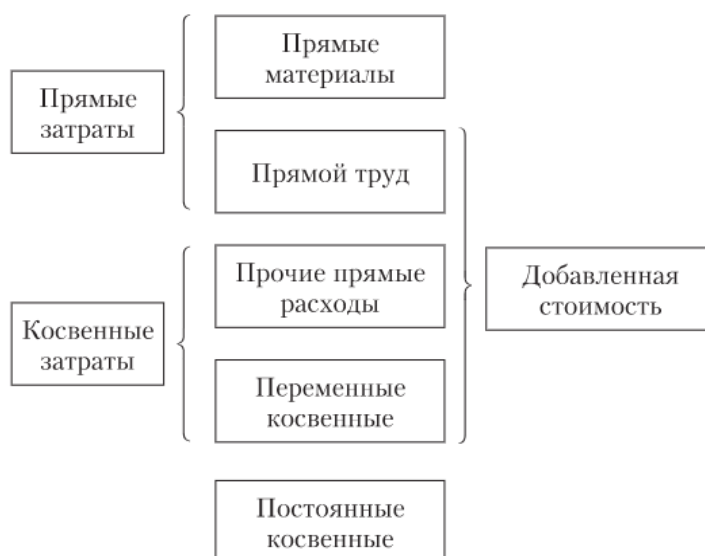 Прямые
затраты
Прямые
материалы
Прямой труд
Косвенные
затраты
Прочие прямые
расходы
Переменные
косвенные
Постоянные
косвенные
Добавленная
стоимость